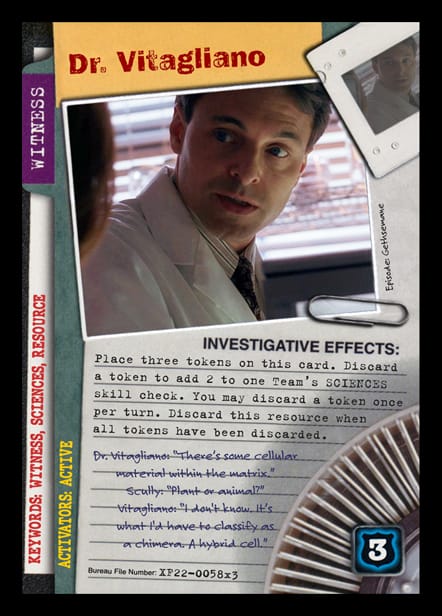 Dr. Vitagliano
WITNESS
Episode: Gethsemane
KEYWORDS: WITNESS, SCIENCES, RESOURCE
ACTIVATORS: ACTIVE
INVESTIGATIVE EFFECTS:
Place three tokens on this card. Discard
a token to add 2 to one Team's SCIENCES
skill check. You may discard a token once
per turn. Discard this resource when
all tokens have been discarded.
Dr. Vitagliano: "There's some cellular
material within the matrix."
Scully: "Plant or animal?"
Vitagliano: "I don't know. It's
what I'd have to classify as
a chimera. A hybrid cell."
Bureau File Number: XF22-0058x3
3